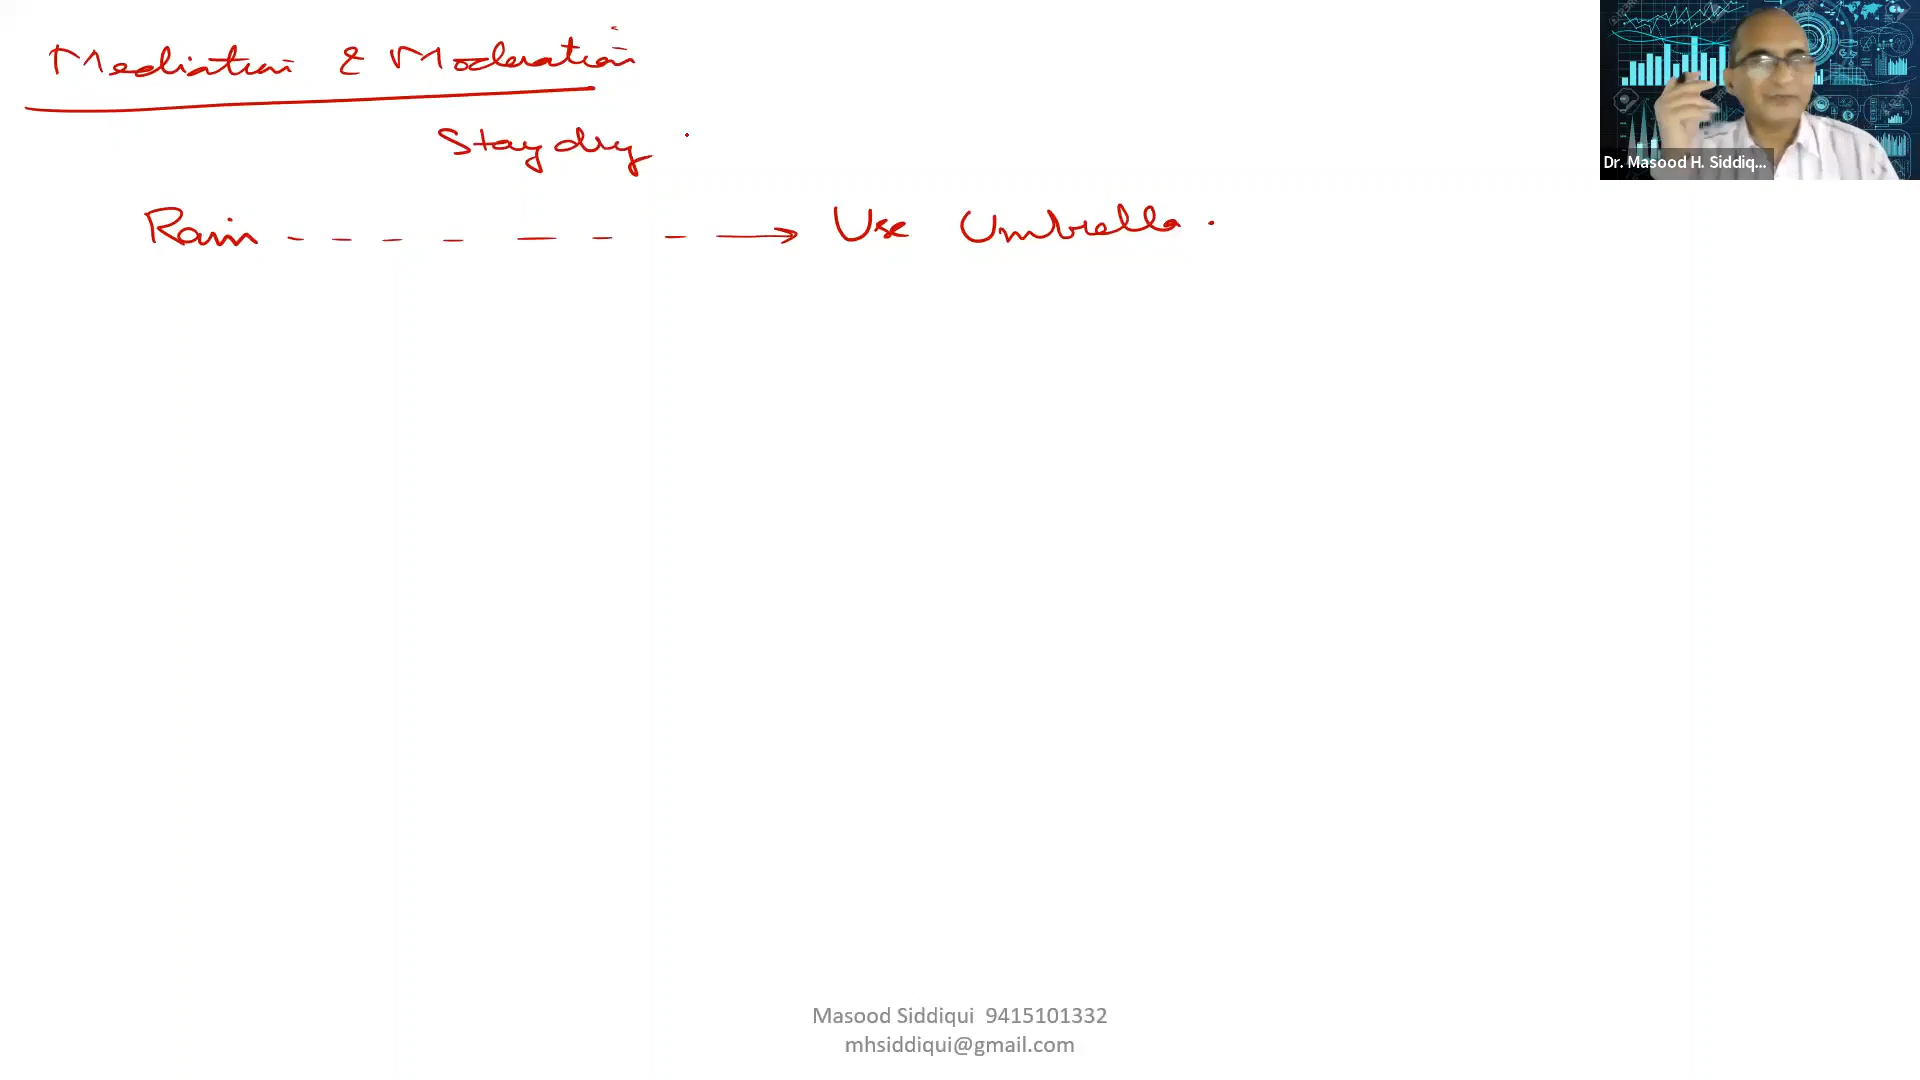 Mediation & Moderation
Stay dry
Rain - - - - - - - → Use Umbrella.
Dr. Masood H. Siddiq...
Masood Siddiqui 9415101332
mhsiddiqui@gmail.com